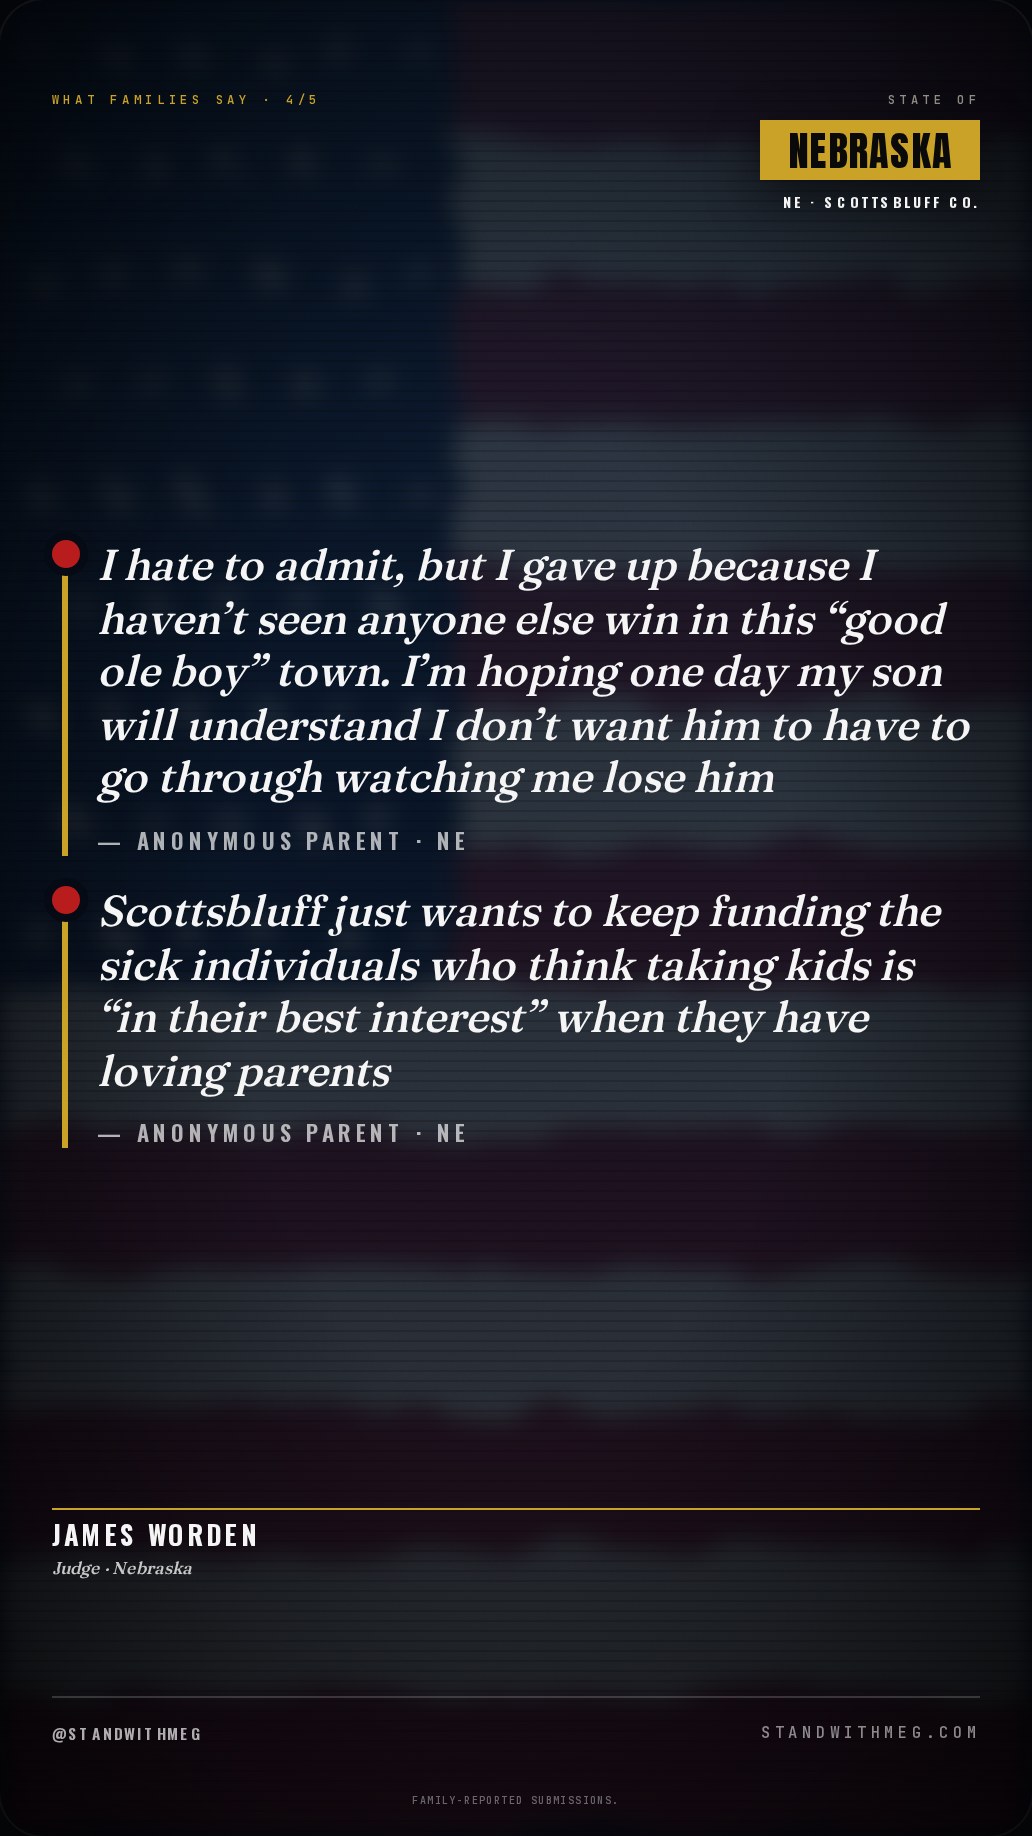 WHAT FAMILIES SAY · 4/5
STATE OF
NEBRASKA
NE · SCOTTSBLUFF CO.
I hate to admit, but I gave up because I
haven’t seen anyone else win in this “good
ole boy” town. I’m hoping one day my son
will understand I don’t want him to have to
go through watching me lose him
— ANONYMOUS PARENT · NE
Scottsbluff just wants to keep funding the
sick individuals who think taking kids is
“in their best interest” when they have
loving parents
— ANONYMOUS PARENT · NE
JAMES WORDEN
Judge · Nebraska
@STANDWITHMEG
STANDWITHMEG.COM
FAMILY-REPORTED SUBMISSIONS.